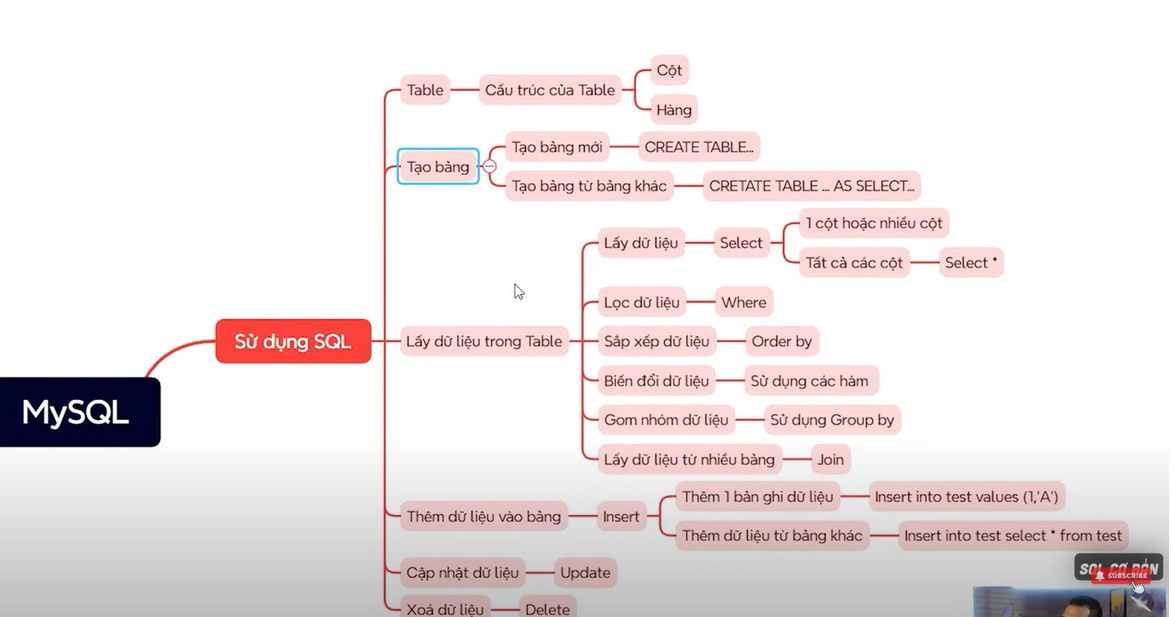 Table
Cấu trúc của Table
Cột
Hàng
Tạo bảng
Tạo bảng mới
CREATE TABLE...
Tạo bảng từ bảng khác
CRETATE TABLE ... AS SELECT...
Lấy dữ liệu
Select
1 cột hoặc nhiều cột
Tất cả các cột
Select *
Lọc dữ liệu
Where
Sử dụng SQL
Lấy dữ liệu trong Table
Sắp xếp dữ liệu
Order by
Biến đổi dữ liệu
Sử dụng các hàm
MySQL
Gom nhóm dữ liệu
Sử dụng Group by
Lấy dữ liệu từ nhiều bảng
Join
Thêm dữ liệu vào bảng
Insert
Thêm 1 bản ghi dữ liệu
Insert into test values (1,'A')
Thêm dữ liệu từ bảng khác
Insert into test select * from test
Cập nhật dữ liệu
Update
Xoá dữ liệu
Delete
SQL CƠ BẢN
SUBSCRIBE